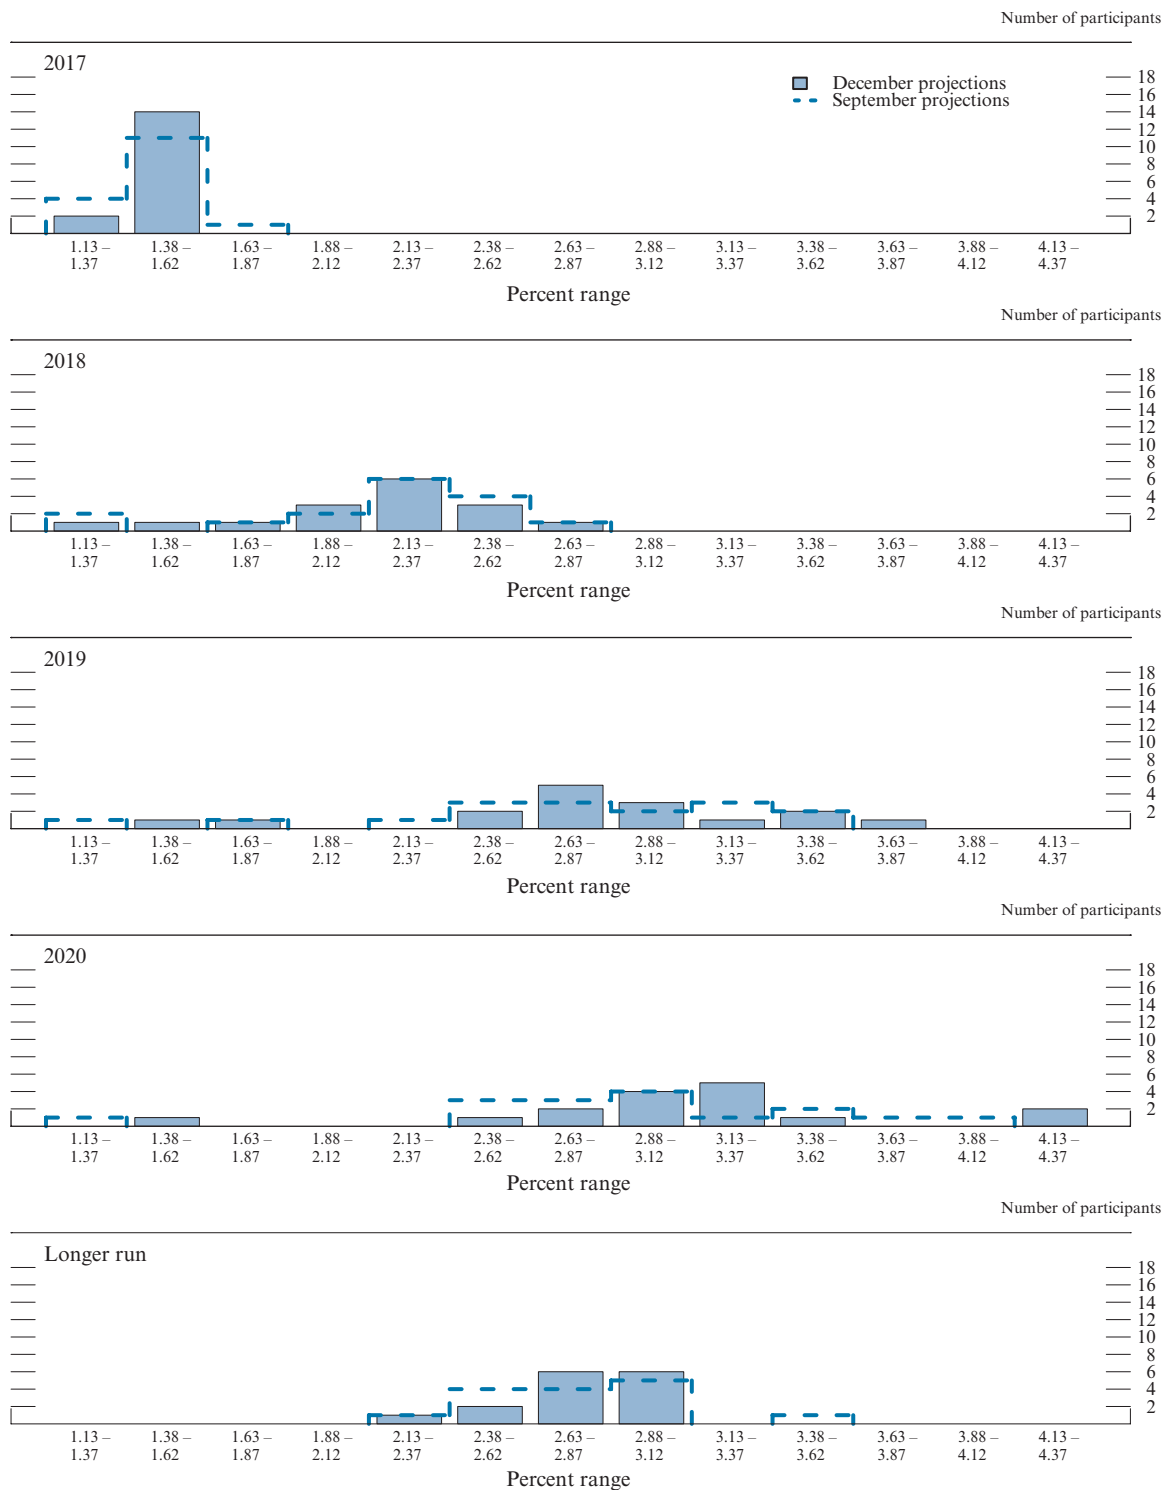 Number of participants
2017
December projections
September projections
18
16
14
12
10
8
6
4
2
1.13 – 1.38 – 1.63 – 1.88 – 2.13 – 2.38 – 2.63 – 2.88 – 3.13 – 3.38 – 3.63 – 3.88 – 4.13 –
1.37 1.62 1.87 2.12 2.37 2.62 2.87 3.12 3.37 3.62 3.87 4.12 4.37
Percent range
Number of participants
2018
18
16
14
12
10
8
6
4
2
1.13 – 1.38 – 1.63 – 1.88 – 2.13 – 2.38 – 2.63 – 2.88 – 3.13 – 3.38 – 3.63 – 3.88 – 4.13 –
1.37 1.62 1.87 2.12 2.37 2.62 2.87 3.12 3.37 3.62 3.87 4.12 4.37
Percent range
Number of participants
2019
18
16
14
12
10
8
6
4
2
1.13 – 1.38 – 1.63 – 1.88 – 2.13 – 2.38 – 2.63 – 2.88 – 3.13 – 3.38 – 3.63 – 3.88 – 4.13 –
1.37 1.62 1.87 2.12 2.37 2.62 2.87 3.12 3.37 3.62 3.87 4.12 4.37
Percent range
Number of participants
2020
18
16
14
12
10
8
6
4
2
1.13 – 1.38 – 1.63 – 1.88 – 2.13 – 2.38 – 2.63 – 2.88 – 3.13 – 3.38 – 3.63 – 3.88 – 4.13 –
1.37 1.62 1.87 2.12 2.37 2.62 2.87 3.12 3.37 3.62 3.87 4.12 4.37
Percent range
Number of participants
Longer run
18
16
14
12
10
8
6
4
2
1.13 – 1.38 – 1.63 – 1.88 – 2.13 – 2.38 – 2.63 – 2.88 – 3.13 – 3.38 – 3.63 – 3.88 – 4.13 –
1.37 1.62 1.87 2.12 2.37 2.62 2.87 3.12 3.37 3.62 3.87 4.12 4.37
Percent range